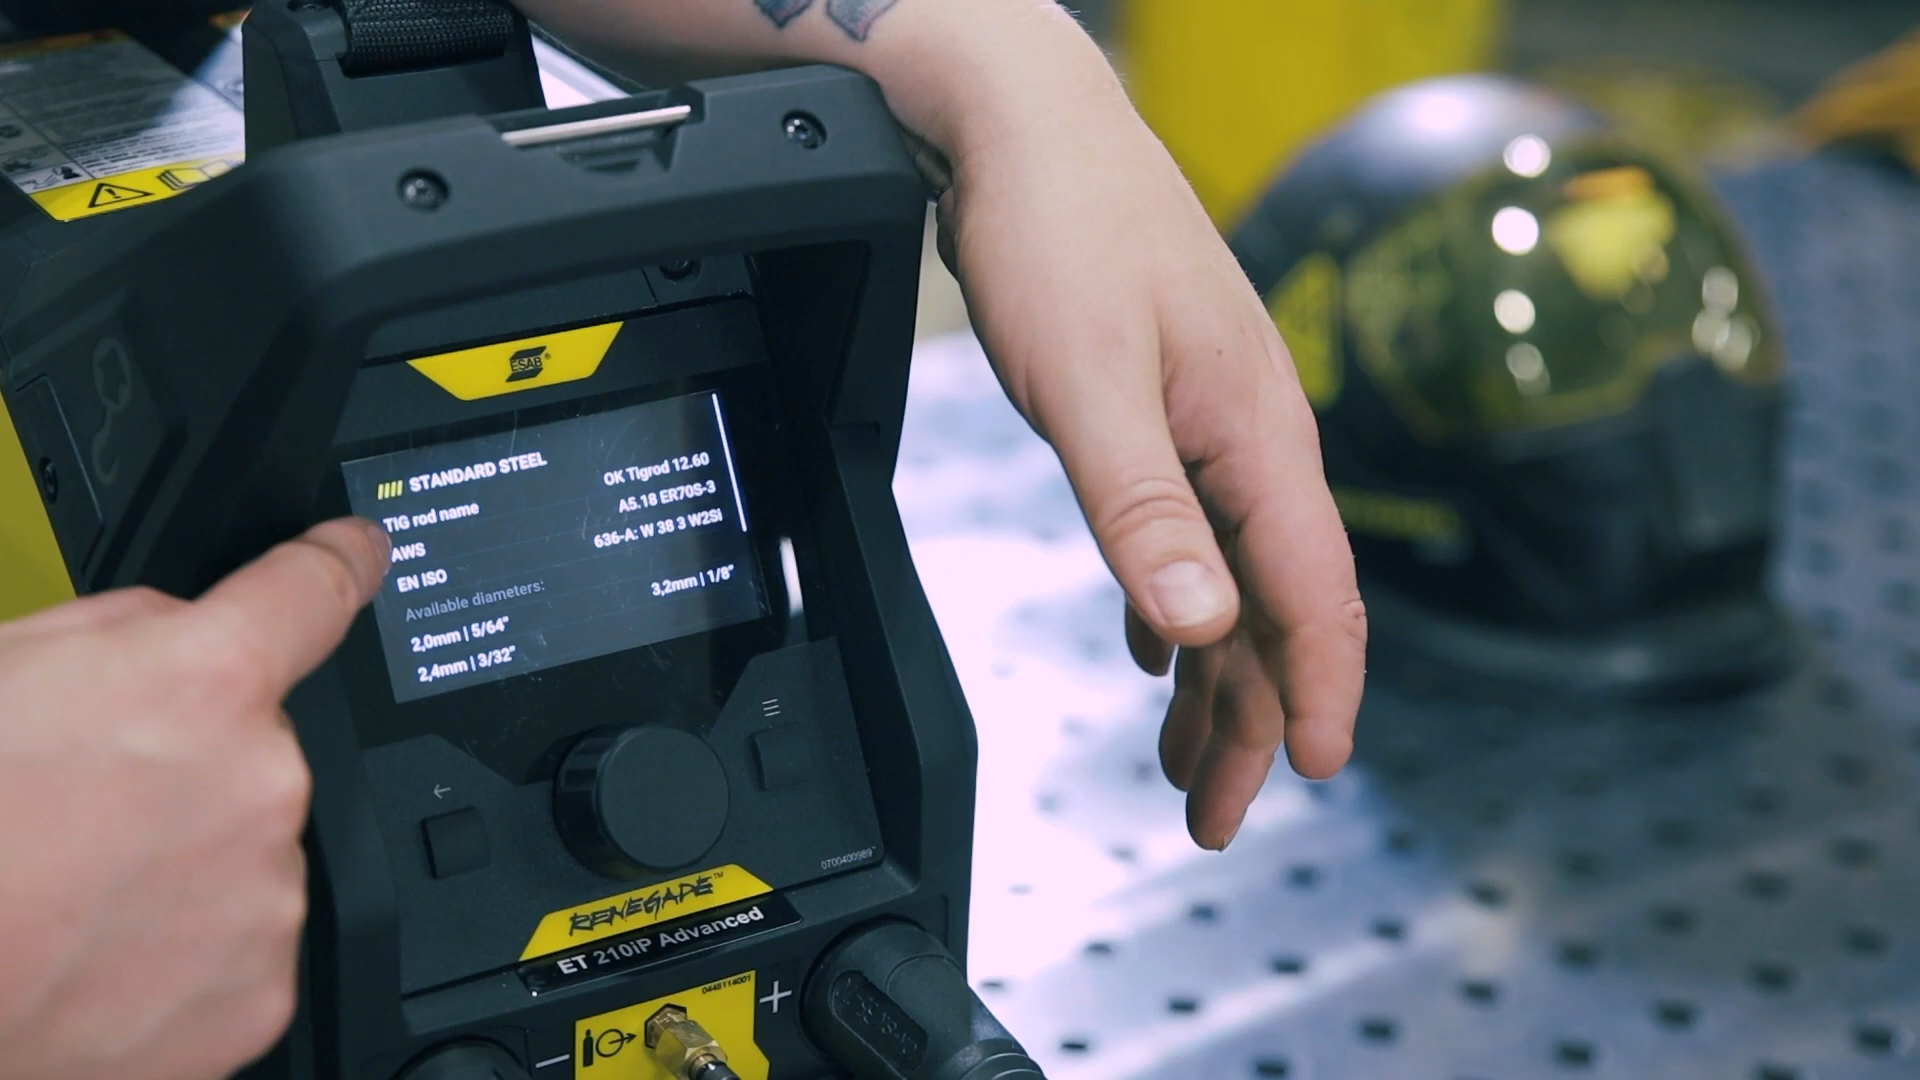 ESAB
STANDARD STEEL
TIG rod name OK Tigrod 12.60
AWS A5.18 ER70S-3
EN ISO 636-A: W 38 3 W2Si
Available diameters:
2,0mm | 5/64" 3,2mm | 1/8"
2,4mm | 3/32"
0700400989
RENEGADE™
ET 210iP Advanced
0445114001
+
−